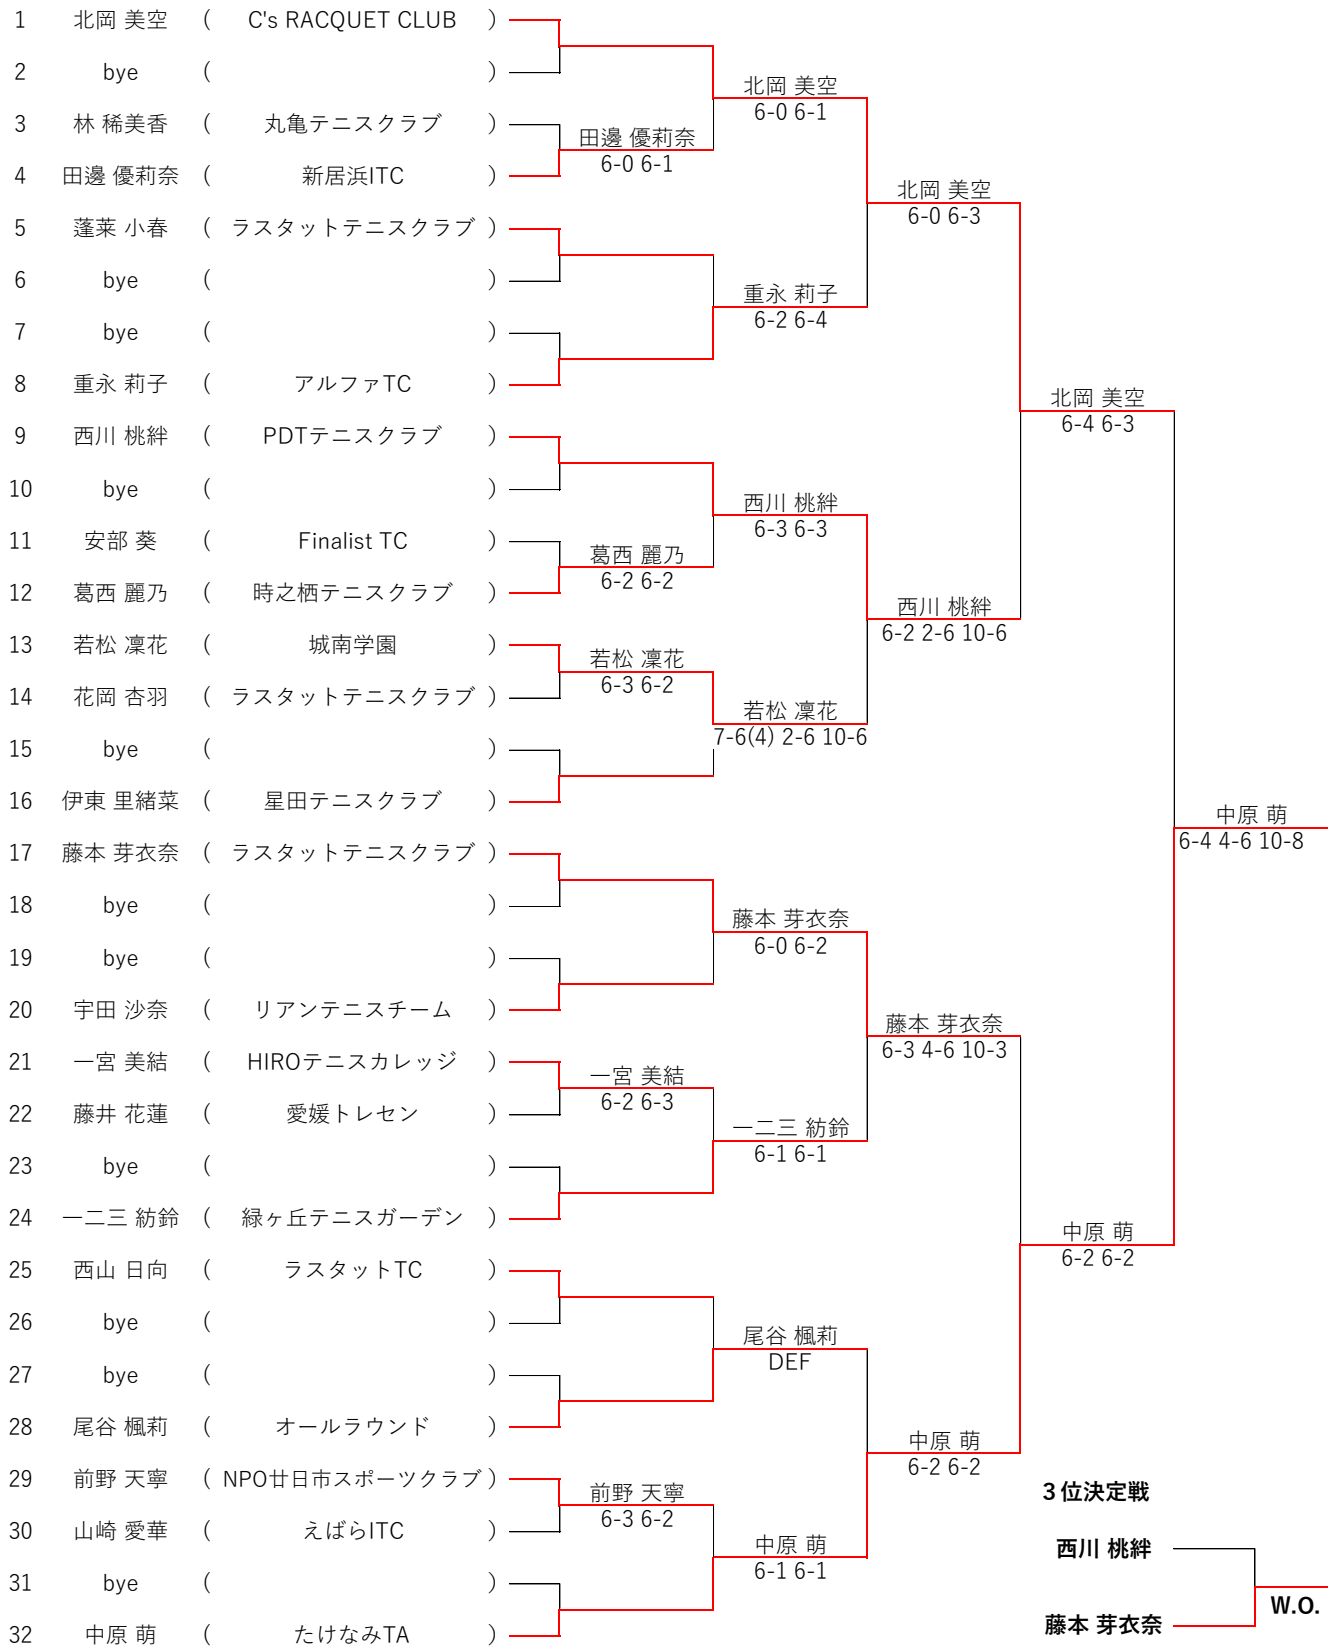 1 北岡 美空 ( C's RACQUET CLUB )
2 bye ( )
北岡 美空
6-0 6-1
3 林 稀美香 ( 丸亀テニスクラブ )
田邊 優莉奈
6-0 6-1
4 田邊 優莉奈 ( 新居浜ITC )
北岡 美空
6-0 6-3
5 蓬莱 小春 ( ラスタットテニスクラブ )
6 bye ( )
重永 莉子
6-2 6-4
7 bye ( )
8 重永 莉子 ( アルファTC )
北岡 美空
6-4 6-3
9 西川 桃絆 ( PDTテニスクラブ )
10 bye ( )
西川 桃絆
6-3 6-3
11 安部 葵 ( Finalist TC )
葛西 麗乃
6-2 6-2
12 葛西 麗乃 ( 時之栖テニスクラブ )
西川 桃絆
6-2 2-6 10-6
13 若松 凜花 ( 城南学園 )
若松 凜花
6-3 6-2
14 花岡 杏羽 ( ラスタットテニスクラブ )
若松 凜花
7-6(4) 2-6 10-6
15 bye ( )
16 伊東 里緒菜 ( 星田テニスクラブ )
中原 萌
6-4 4-6 10-8
17 藤本 芽衣奈 ( ラスタットテニスクラブ )
18 bye ( )
藤本 芽衣奈
6-0 6-2
19 bye ( )
20 宇田 沙奈 ( リアンテニスチーム )
藤本 芽衣奈
6-3 4-6 10-3
21 一宮 美結 ( HIROテニスカレッジ )
一宮 美結
6-2 6-3
22 藤井 花蓮 ( 愛媛トレセン )
一二三 紡鈴
6-1 6-1
23 bye ( )
24 一二三 紡鈴 ( 緑ヶ丘テニスガーデン )
中原 萌
6-2 6-2
25 西山 日向 ( ラスタットTC )
26 bye ( )
尾谷 楓莉
DEF
27 bye ( )
28 尾谷 楓莉 ( オールラウンド )
中原 萌
6-2 6-2
29 前野 天寧 ( NPO廿日市スポーツクラブ )
前野 天寧
6-3 6-2
30 山崎 愛華 ( えばらITC )
中原 萌
6-1 6-1
31 bye ( )
32 中原 萌 ( たけなみTA )
3位決定戦
西川 桃絆
W.O.
藤本 芽衣奈